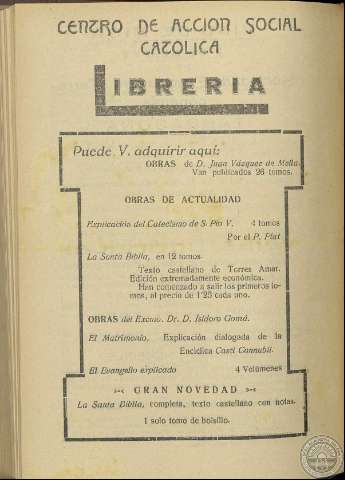 CENTRO DE ACCION SOCIAL
CATOLICA
LIBRERIA
Puede V. adquirir aquí:
OBRAS de D. Juan Vázquez de Mella.
Van publicados 26 tomos.
OBRAS DE ACTUALIDAD
Explicación del Catecismo de S. Pío V. 4 tomos
Por el P. Plat
La Santa Biblia, en 12 tomos
Texto castellano de Torres Amat.
Edición extremadamente económica.
Han comenzado a salir los primeros to-
mos, al precio de 1'25 cada uno.
OBRAS del Excmo. Dr. D. Isidoro Gomá.
El Matrimonio, Explicación dialogada de la
Encíclica Casti Connubii.
El Evangelio explicado 4 Volúmenes
GRAN NOVEDAD
La Santa Biblia, completa, texto castellano con notas.
1 solo tomo de bolsillo.